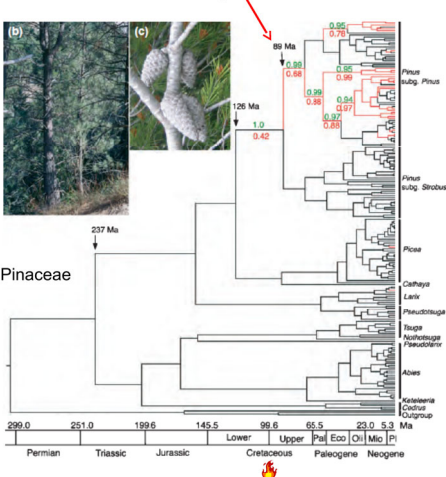 (b)
(c)
89 Ma
0.95
0.78
0.99
0.68
0.95
0.99
Pinus
subg. Pinus
126 Ma
0.99
0.94
0.97
0.97
0.88
1.0
0.42
Pinus
subg. Strobus
237 Ma
Picea
Pinaceae
Cathaya
Larix
Pseudotsuga
Tsuga
Nothotsuga
Pseudolarix
Abies
Keteleeria
Cedrus
Outgroup
299.0 251.0 199.6 145.5 99.6 65.5 23.0 5.3 Ma
Lower Upper Pal Eco Oli Mio Pl
Permian Triassic Jurassic Cretaceous Paleogene Neogene